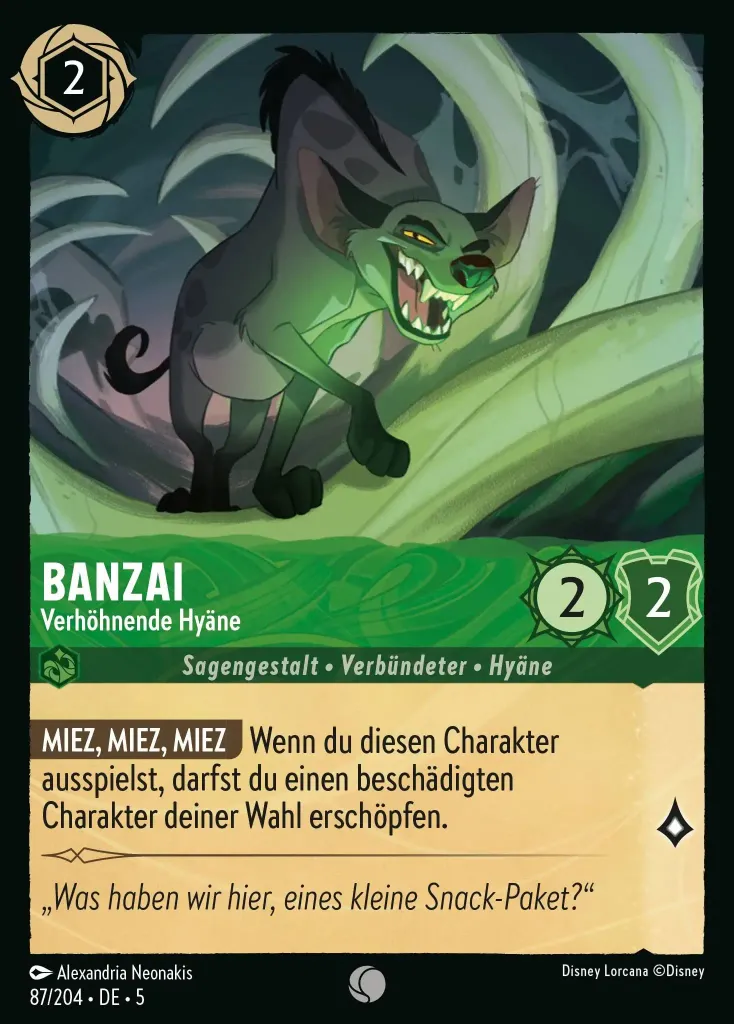 2
BANZAI
Verhöhnende Hyäne
2
2
Sagengestalt • Verbündeter • Hyäne
MIEZ, MIEZ, MIEZ Wenn du diesen Charakter
ausspielst, darfst du einen beschädigten
Charakter deiner Wahl erschöpfen.
„Was haben wir hier, eines kleine Snack-Paket?“
Alexandria Neonakis
Disney Lorcana ©Disney
87/204 • DE • 5